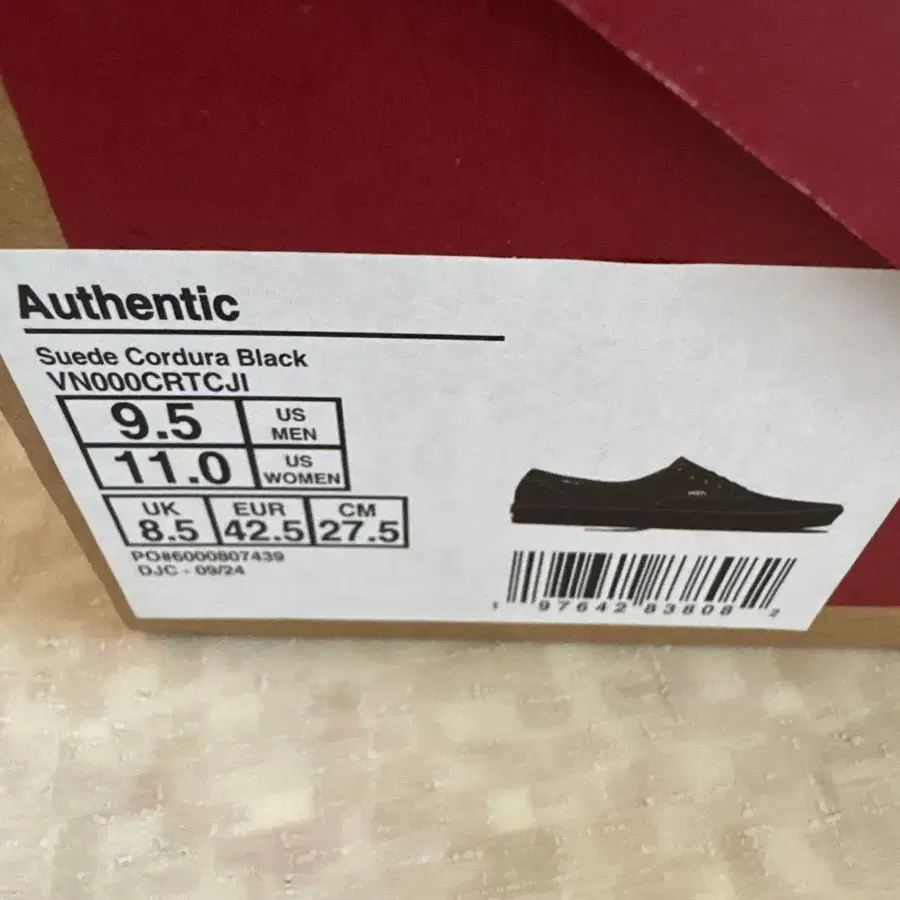 Authentic
Suede Cordura Black
VN000CRTCJI
9.5 US MEN
11.0 US WOMEN
UK EUR CM
8.5 42.5 27.5
PO#6000807439
DJC - 09/24
1 97642 83808 2